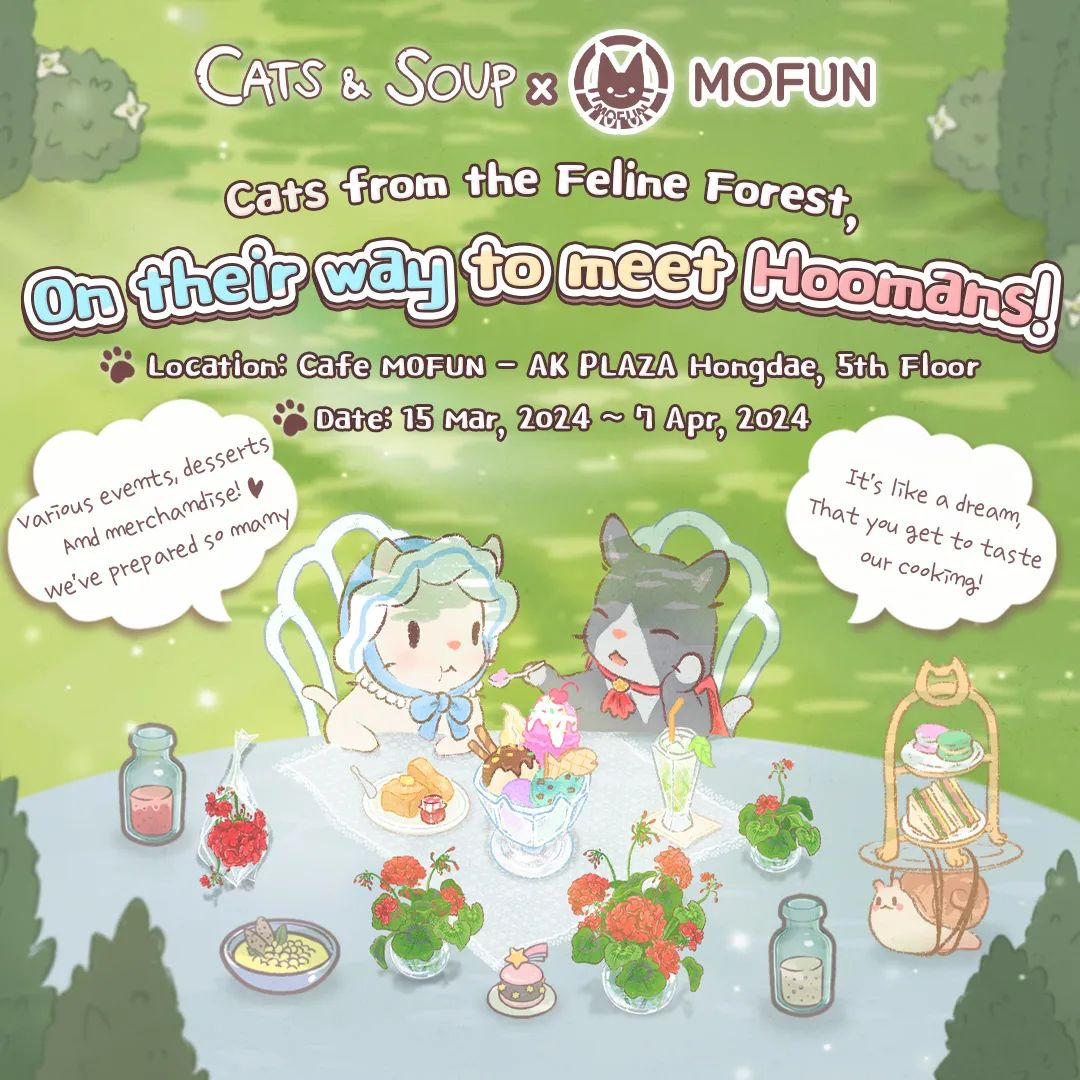 CATS & SOUP x MOFUN MOFUN
Cats from the Feline Forest,
On their way to meet Hoomans!
Location: Cafe MOFUN - AK PLAZA Hongdae, 5th Floor
Date: 15 Mar, 2024 ~ 7 Apr, 2024
Various events, desserts
And merchandise! ♥
we've prepared so many
It's like a dream,
That you get to taste
our cooking!